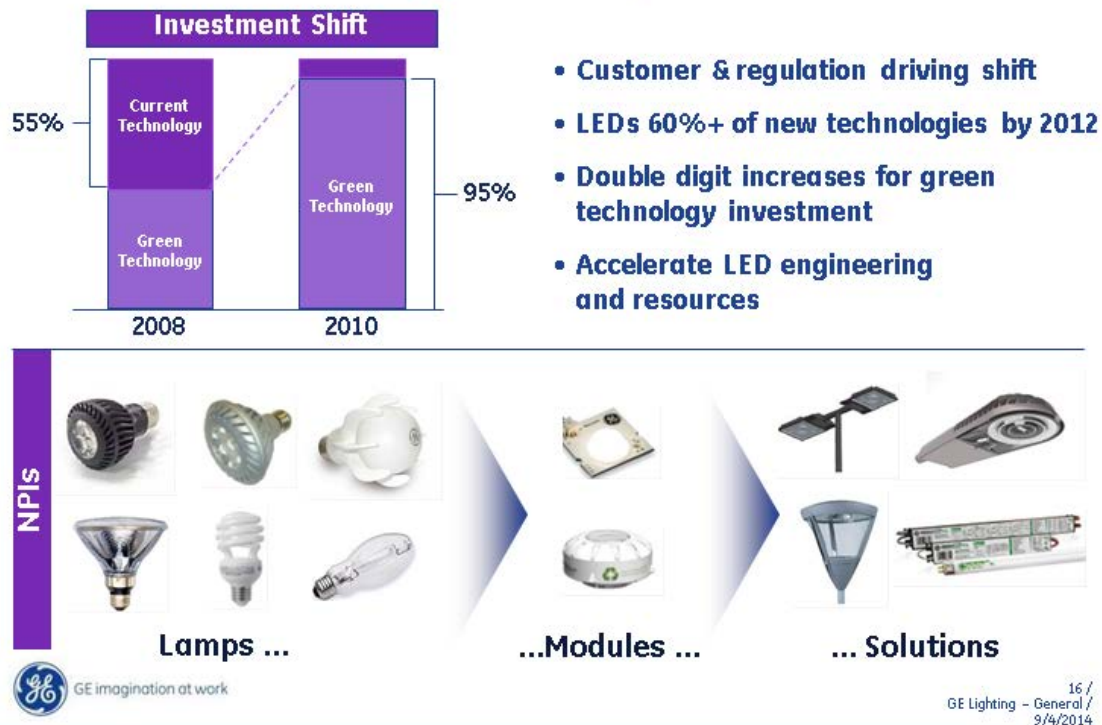 Investment Shift
55%
Current
Technology
Green
Technology
Green
Technology
95%
2008
2010
• Customer & regulation driving shift
• LEDs 60%+ of new technologies by 2012
• Double digit increases for green
technology investment
• Accelerate LED engineering
and resources
NPIs
Lamps ...
...Modules ...
... Solutions
GE imagination at work
16 /
GE Lighting – General /
9/4/2014